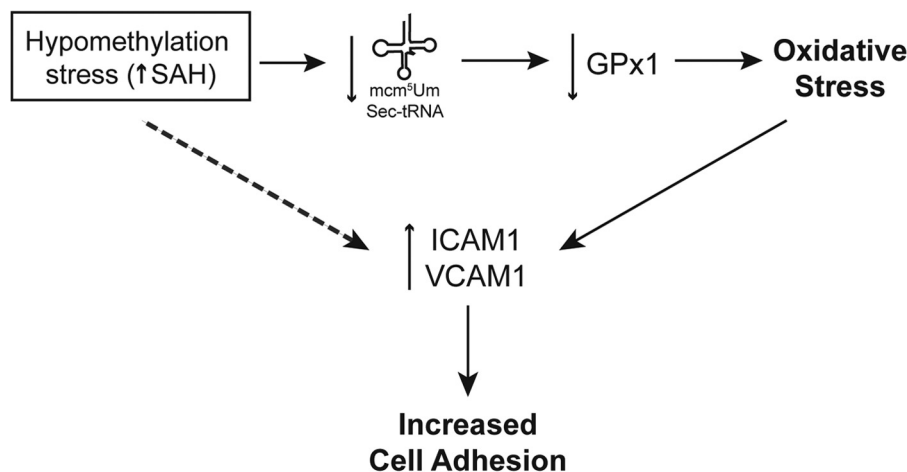 Hypomethylation
stress (↑SAH)
mcm⁵Um
Sec-tRNA
GPx1
Oxidative
Stress
ICAM1
VCAM1
Increased
Cell Adhesion